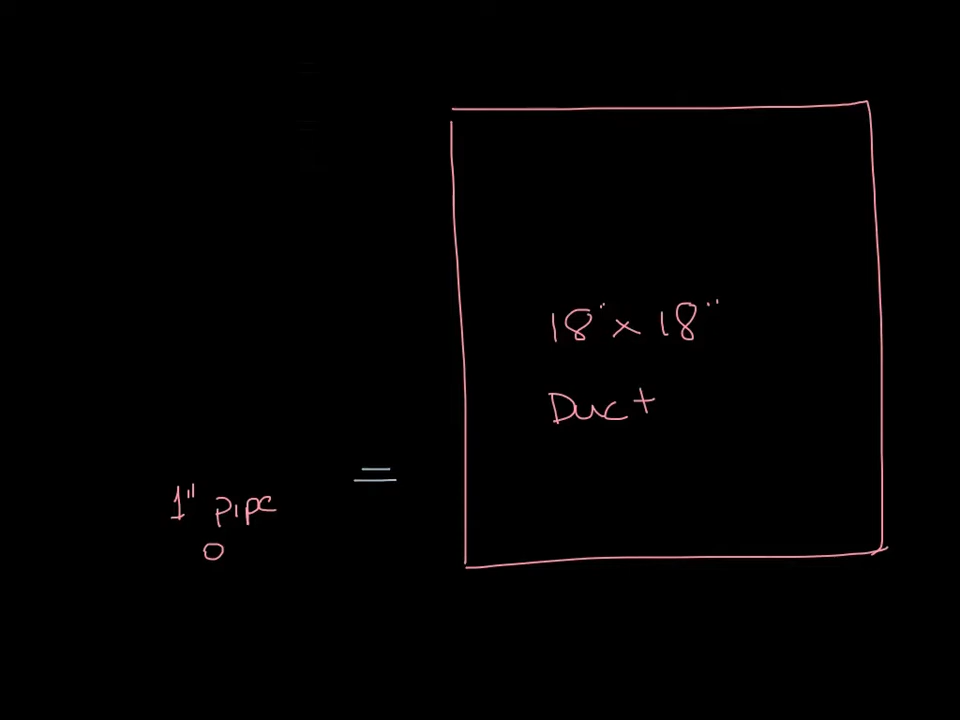 18" x 18"
Duct
=
1" pipe